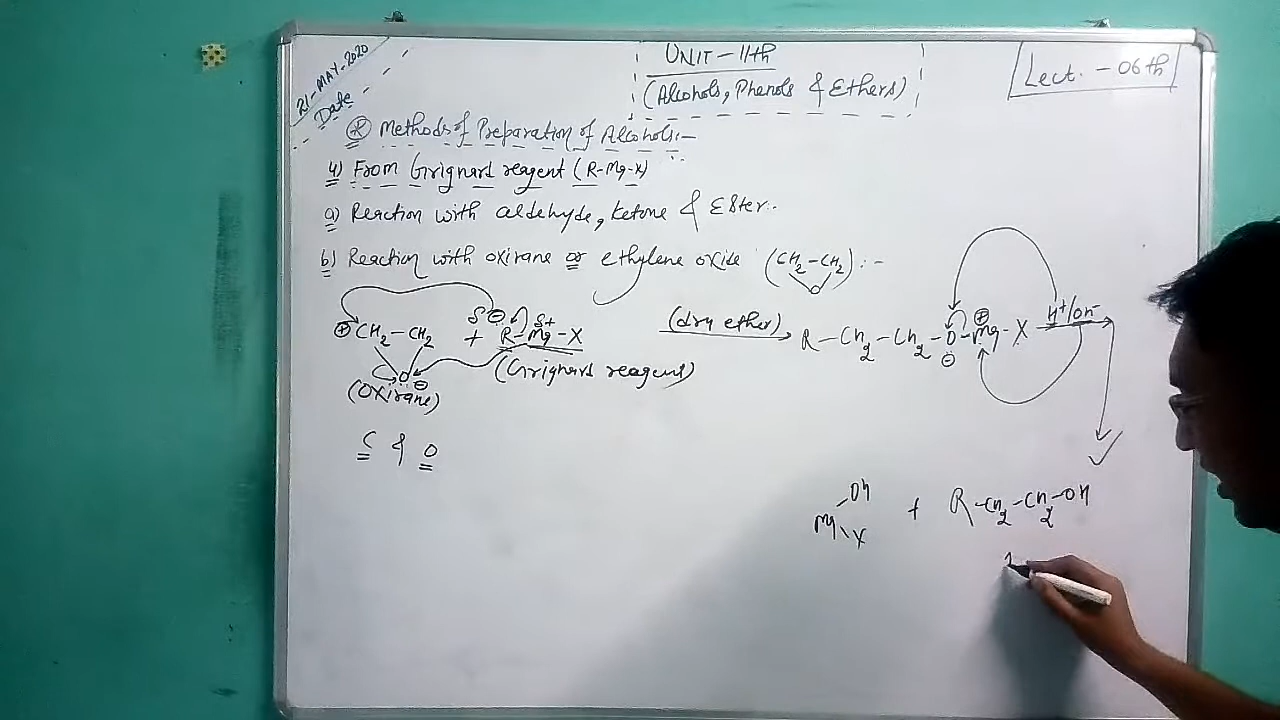 21-MAY-2020
Date
UNIT-11th
(Alcohols, Phenols & Ethers)
Lect. - 06th
* Methods of Preparation of Alcohols:-
4) From Grignard reagent (R-Mg-X)
a) Reaction with aldehyde, Ketone & Ester:-
b) Reaction with oxirane or ethylene oxide (CH2-CH2) :-
O
⊕CH2-CH2 + R-Mg-X (dry ether) R-CH2-CH2-O-Mg-X H+/OH-
δ⊖ δ+ ⊕ ⊖
O ⊖
(Oxirane)
(Grignard reagent)
C & O
Mg OH X + R-CH2-CH2-OH
1